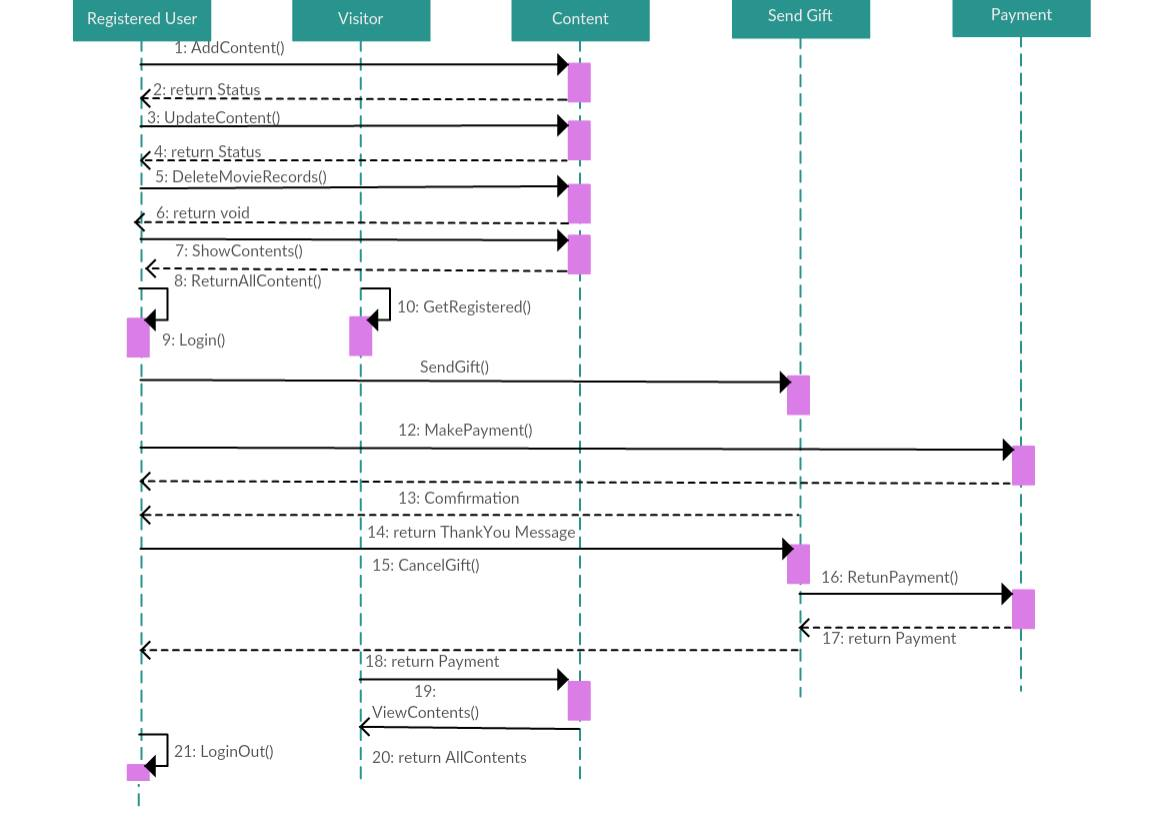 Registered User
Visitor
Content
Send Gift
Payment
1: AddContent()
2: return Status
3: UpdateContent()
4: return Status
5: DeleteMovieRecords()
6: return void
7: ShowContents()
8: ReturnAllContent()
10: GetRegistered()
9: Login()
SendGift()
12: MakePayment()
13: Comfirmation
14: return ThankYou Message
15: CancelGift()
16: RetunPayment()
17: return Payment
18: return Payment
19:
ViewContents()
21: LoginOut()
20: return AllContents